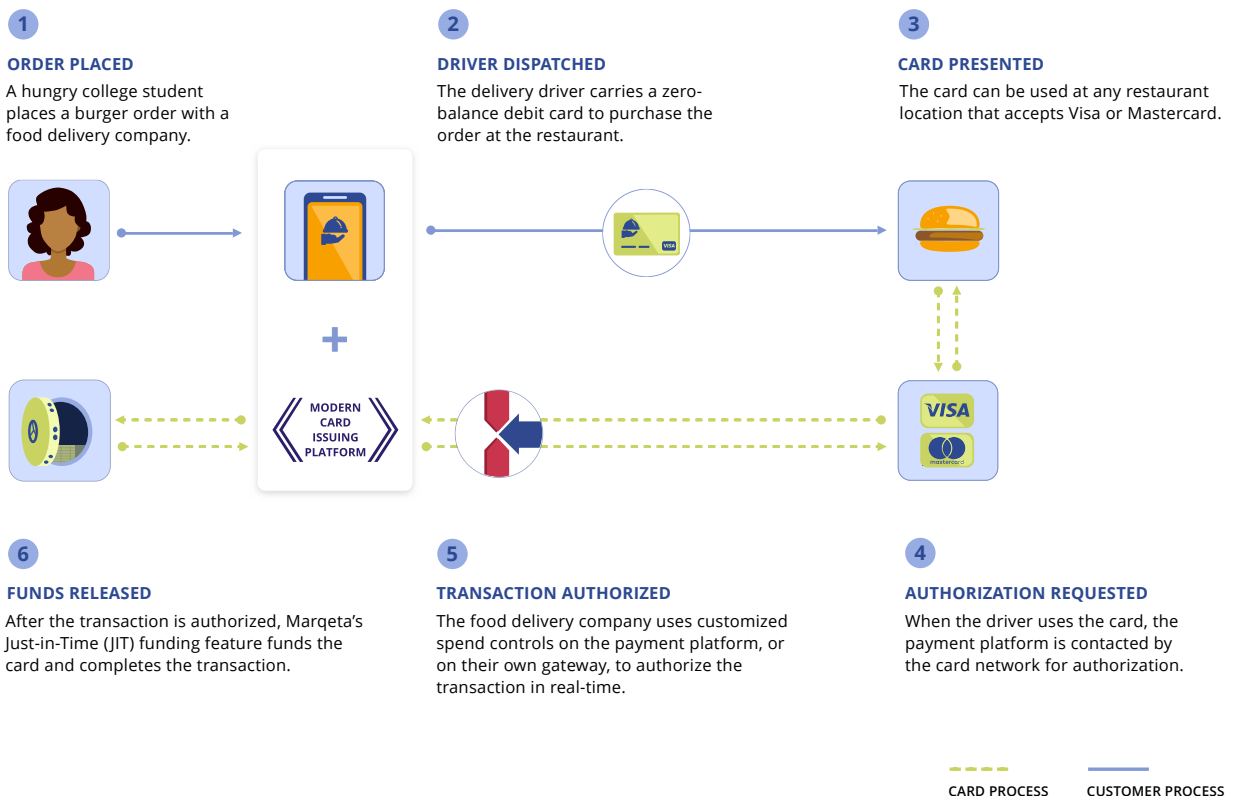 1
ORDER PLACED
A hungry college student
places a burger order with a
food delivery company.
2
DRIVER DISPATCHED
The delivery driver carries a zero-
balance debit card to purchase the
order at the restaurant.
3
CARD PRESENTED
The card can be used at any restaurant
location that accepts Visa or Mastercard.
VISA
MODERN
CARD
ISSUING
PLATFORM
VISA
mastercard
6
FUNDS RELEASED
After the transaction is authorized, Marqeta’s
Just-in-Time (JIT) funding feature funds the
card and completes the transaction.
5
TRANSACTION AUTHORIZED
The food delivery company uses customized
spend controls on the payment platform, or
on their own gateway, to authorize the
transaction in real-time.
4
AUTHORIZATION REQUESTED
When the driver uses the card, the
payment platform is contacted by
the card network for authorization.
CARD PROCESS
CUSTOMER PROCESS